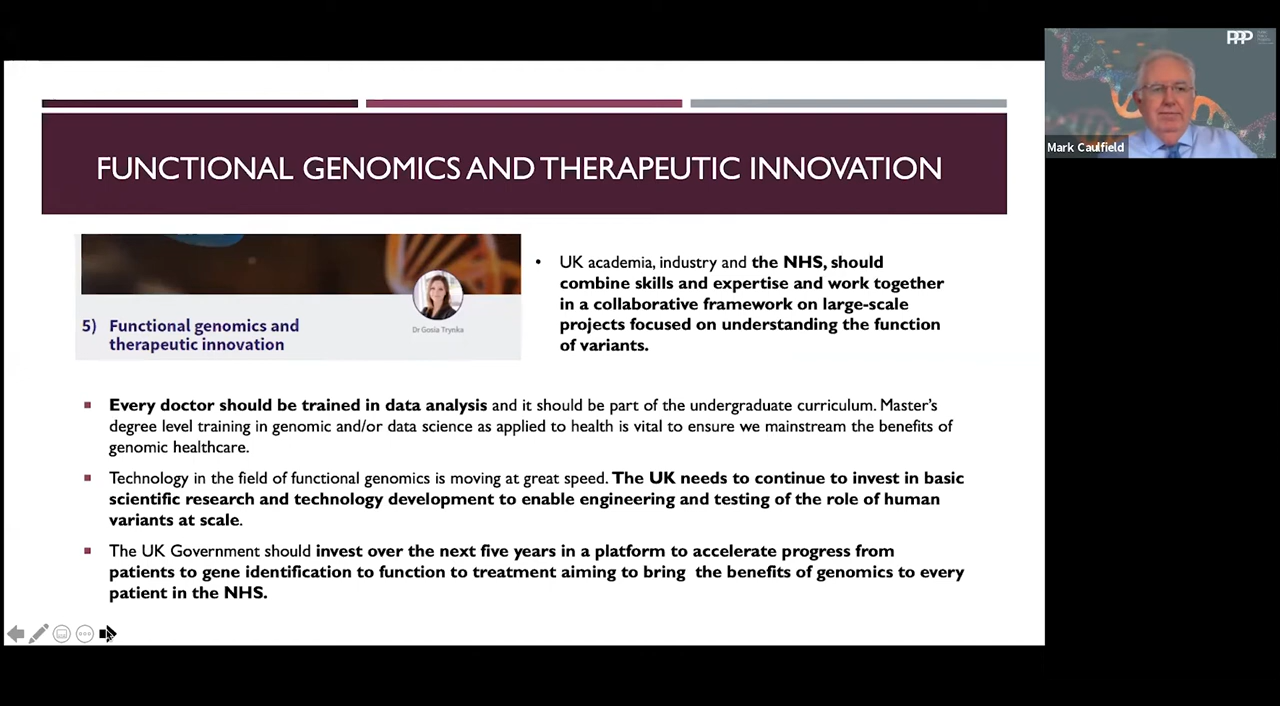 PPP
Mark Caulfield
FUNCTIONAL GENOMICS AND THERAPEUTIC INNOVATION
Dr Gosia Trynka
5) Functional genomics and
therapeutic innovation
• UK academia, industry and the NHS, should
combine skills and expertise and work together
in a collaborative framework on large-scale
projects focused on understanding the function
of variants.
▪ Every doctor should be trained in data analysis and it should be part of the undergraduate curriculum. Master's
degree level training in genomic and/or data science as applied to health is vital to ensure we mainstream the benefits of
genomic healthcare.
▪ Technology in the field of functional genomics is moving at great speed. The UK needs to continue to invest in basic
scientific research and technology development to enable engineering and testing of the role of human
variants at scale.
▪ The UK Government should invest over the next five years in a platform to accelerate progress from
patients to gene identification to function to treatment aiming to bring the benefits of genomics to every
patient in the NHS.